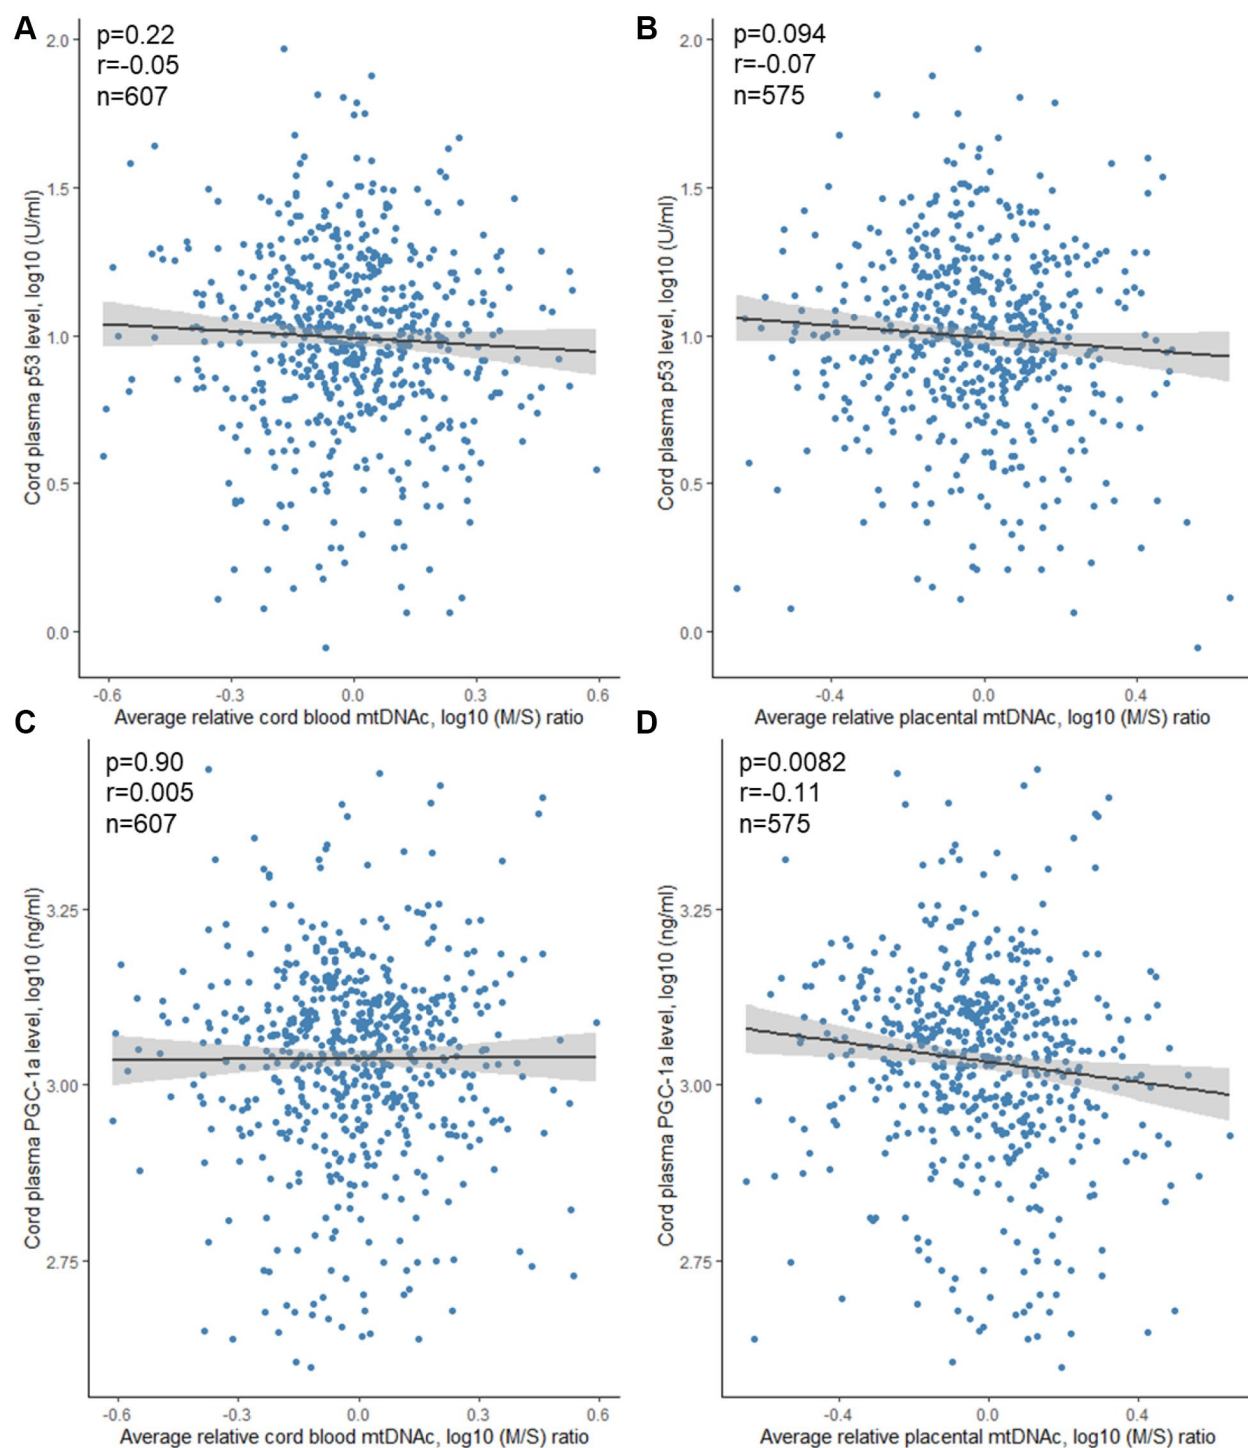 A
p=0.22
r=-0.05
n=607
2.0
1.5
1.0
0.5
0.0
Cord plasma p53 level, log10 (U/ml)
-0.6 -0.3 0.0 0.3 0.6
Average relative cord blood mtDNAc, log10 (M/S) ratio
B
p=0.094
r=-0.07
n=575
2.0
1.5
1.0
0.5
0.0
Cord plasma p53 level, log10 (U/ml)
-0.4 0.0 0.4
Average relative placental mtDNAc, log10 (M/S) ratio
C
p=0.90
r=0.005
n=607
3.25
3.00
2.75
Cord plasma PGC-1a level, log10 (ng/ml)
-0.6 -0.3 0.0 0.3 0.6
Average relative cord blood mtDNAc, log10 (M/S) ratio
D
p=0.0082
r=-0.11
n=575
3.25
3.00
2.75
Cord plasma PGC-1a level, log10 (ng/ml)
-0.4 0.0 0.4
Average relative placental mtDNAc, log10 (M/S) ratio